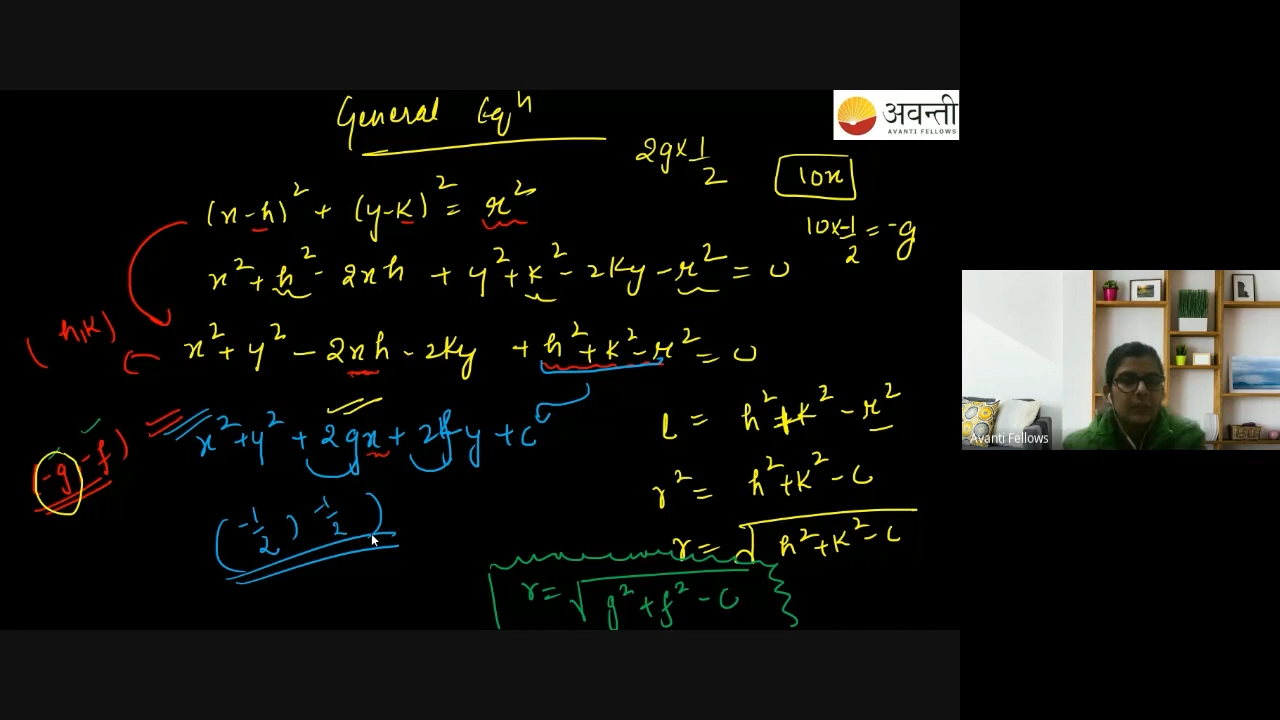 General Eqn
अवन्ती
AVANTI FELLOWS
2g×1/2
10x
(x-h)² + (y-k)² = r²
10×-1/2 = -g
x² + h² - 2xh + y² + k² - 2ky - r² = 0
(h,k)
x² + y² - 2xh - 2ky + h² + k² - r² = 0
(-g -f)
x² + y² + 2gx + 2fy + c
c = h² + k² - r²
r² = h² + k² - c
(-1/2, -1/2)
r = √h² + k² - c
r = √g² + f² - c
Avanti Fellows